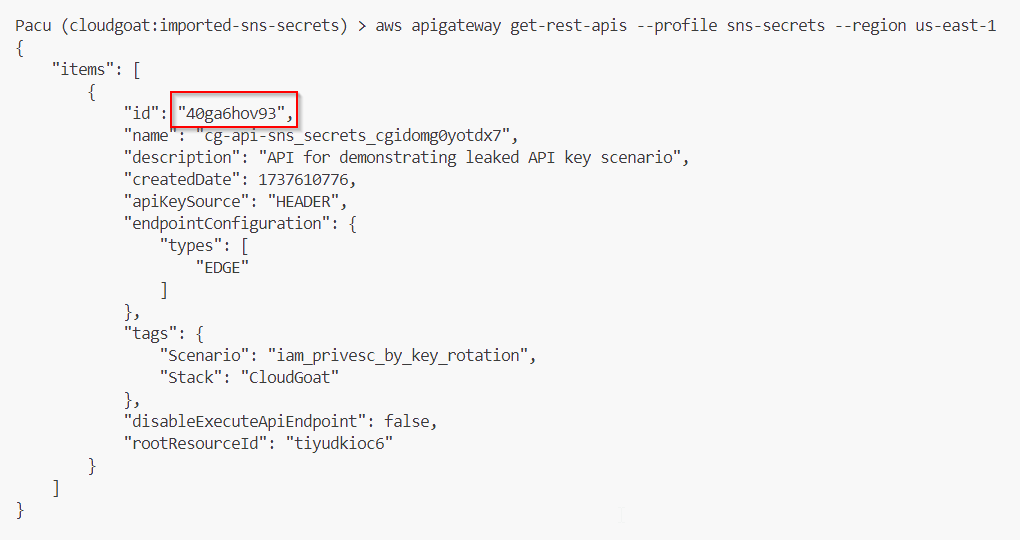 Pacu (cloudgoat:imported-sns-secrets) > aws apigateway get-rest-apis --profile sns-secrets --region us-east-1
{
    "items": [
        {
            "id": "40ga6hov93",
            "name": "cg-api-sns_secrets_cgidomg0yotdx7",
            "description": "API for demonstrating leaked API key scenario",
            "createdDate": 1737610776,
            "apiKeySource": "HEADER",
            "endpointConfiguration": {
                "types": [
                    "EDGE"
                ]
            },
            "tags": {
                "Scenario": "iam_privesc_by_key_rotation",
                "Stack": "CloudGoat"
            },
            "disableExecuteApiEndpoint": false,
            "rootResourceId": "tiyudkioc6"
        }
    ]
}